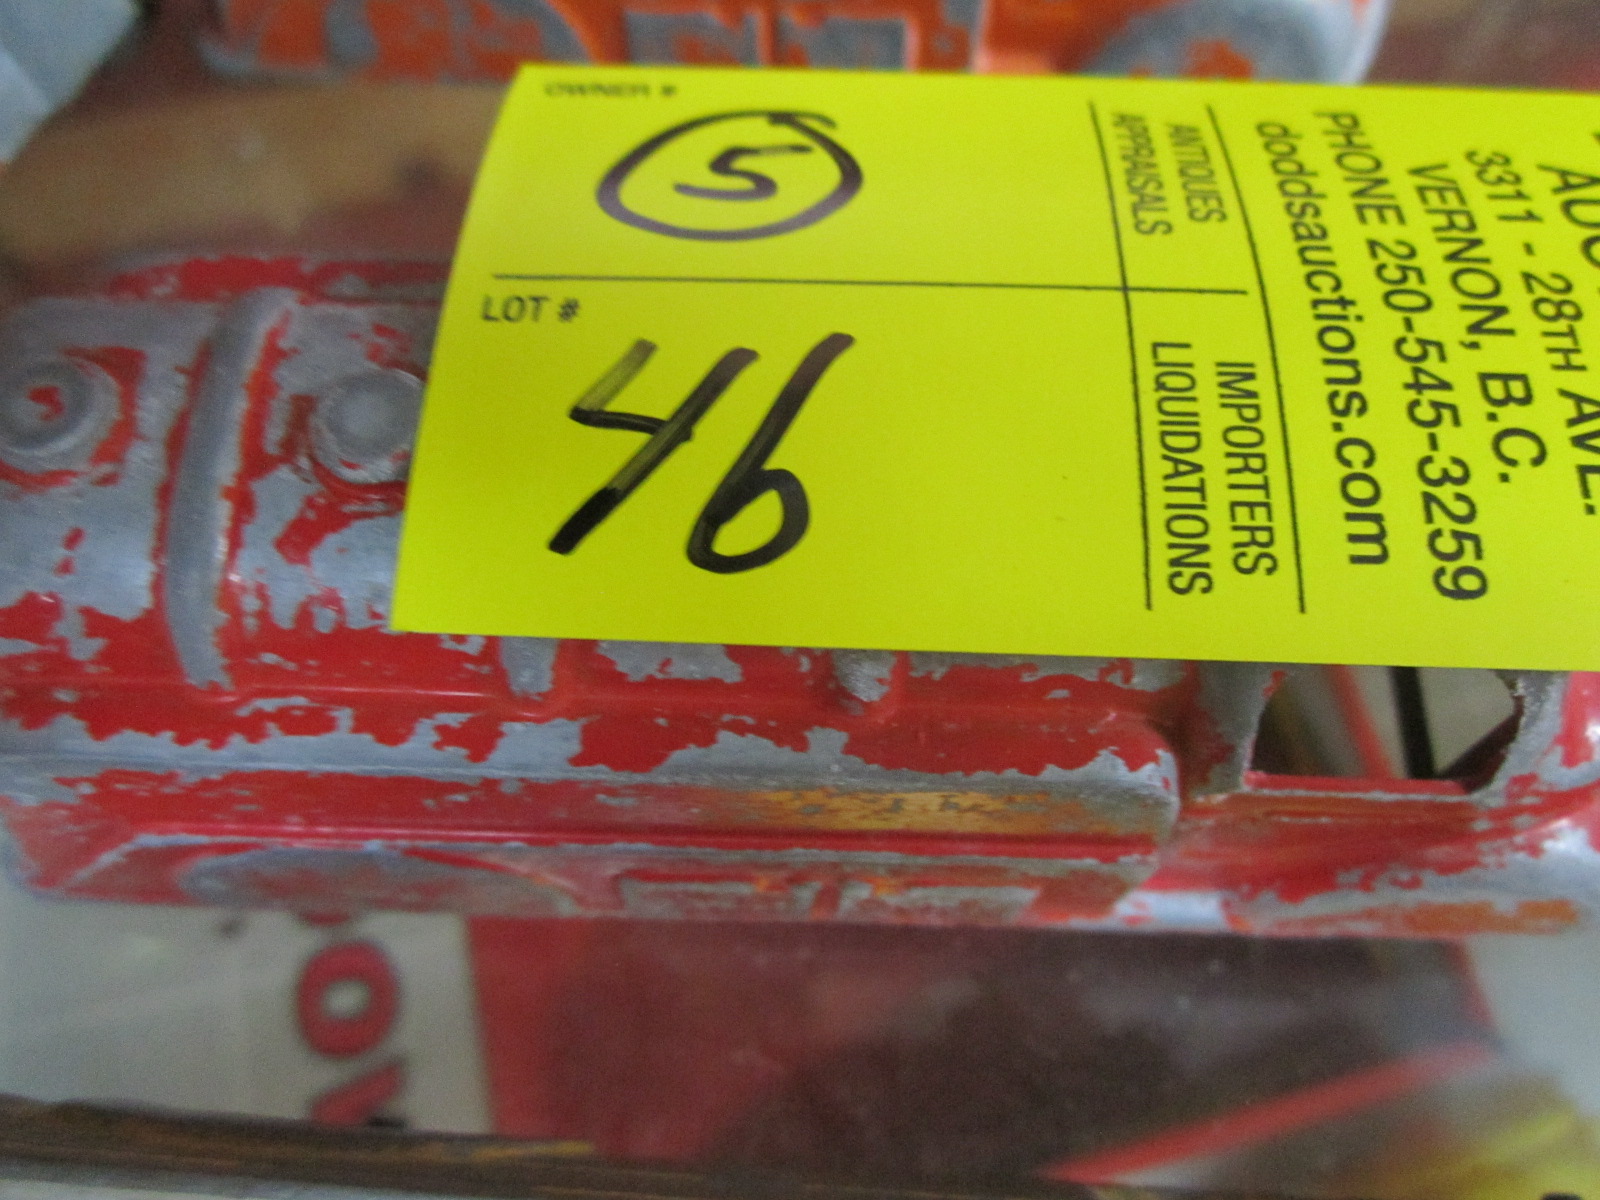 OWNER #
5
LOT #
46
ANTIQUES
APPRAISALS
IMPORTERS
LIQUIDATIONS
3311 - 28TH AVE.
VERNON, B.C.
PHONE 250-545-3259
doddsauctions.com